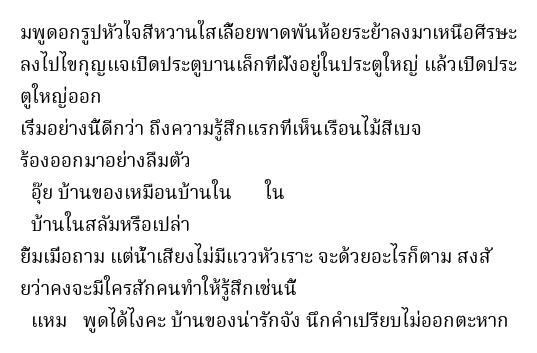 มพูดอกรูปหัวใจสีหวานใสเลื้อยพาดพันห้อยระย้าลงมาเหนือศีรษะ
ลงไปไขกุญแจเปิดประตูบานเล็กที่ฝังอยู่ในประตูใหญ่ แล้วเปิดประ
ตูใหญ่ออก
เริ่มอย่างนี้ดีกว่า ถึงความรู้สึกแรกที่เห็นเรือนไม้สีเบจ
ร้องออกมาอย่างลืมตัว
อุ๊ย บ้านของเหมือนบ้านใน ใน
บ้านในสลัมหรือเปล่า
ยิ้มเมื่อถาม แต่น้ำเสียงไม่มีแววหัวเราะ จะด้วยอะไรก็ตาม สงสั
ยว่าคงจะมีใครสักคนทำให้รู้สึกเช่นนี้
แหม พูดได้ไงคะ บ้านของน่ารักจัง นึกคำเปรียบไม่ออกตะหาก